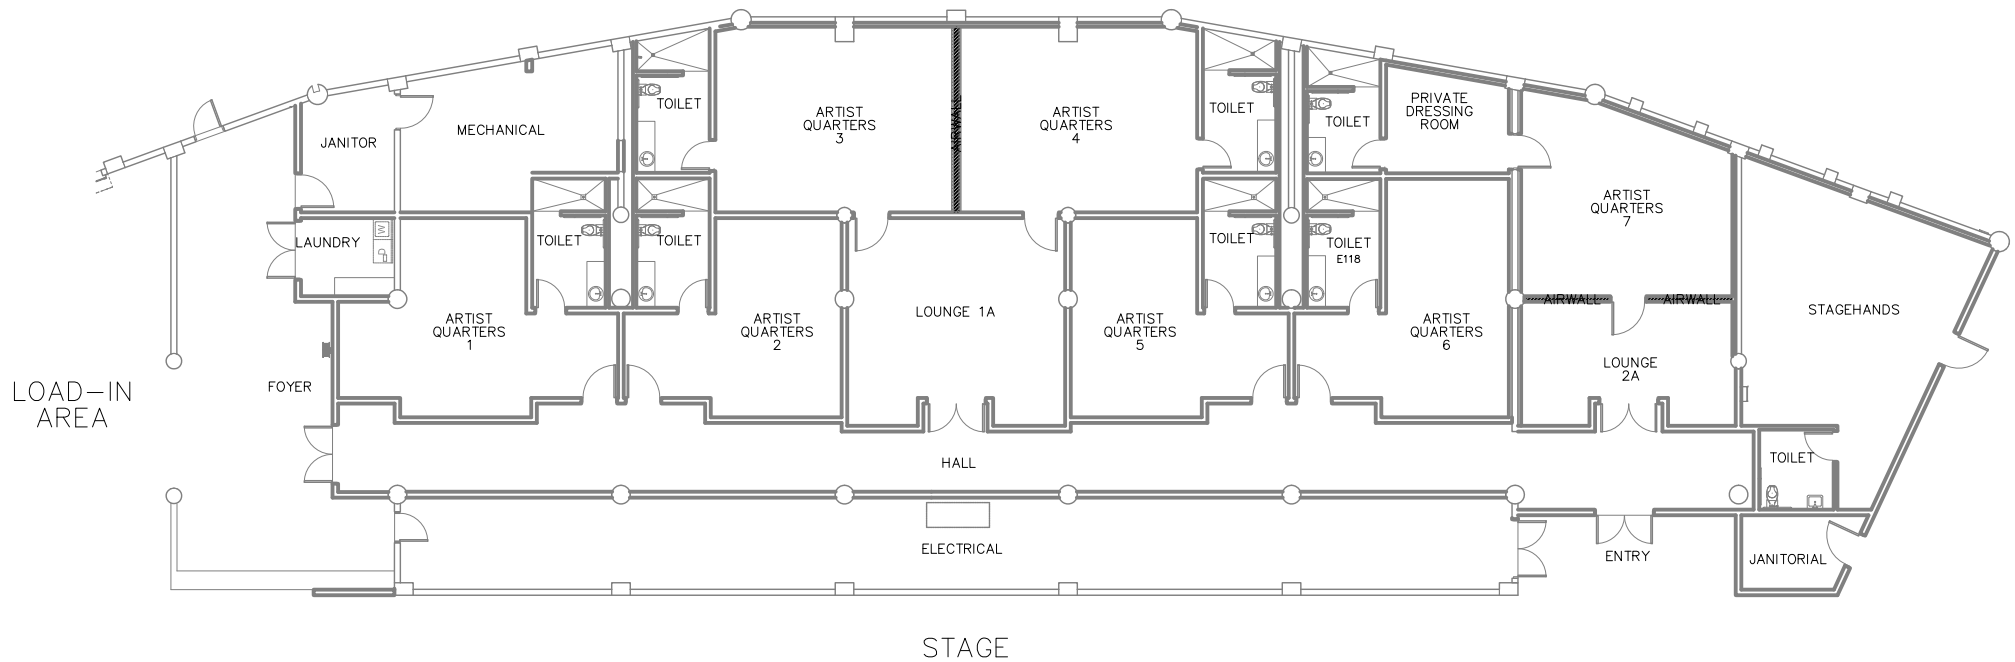 JANITOR
MECHANICAL
TOILET
ARTIST
QUARTERS
3
AIRWALL
ARTIST
QUARTERS
4
TOILET
TOILET
PRIVATE
DRESSING
ROOM
LAUNDRY
W
D
TOILET
TOILET
TOILET
TOILET
E118
ARTIST
QUARTERS
7
AIRWALL
AIRWALL
ARTIST
QUARTERS
1
ARTIST
QUARTERS
2
LOUNGE 1A
ARTIST
QUARTERS
5
ARTIST
QUARTERS
6
LOUNGE
2A
STAGEHANDS
LOAD-IN
AREA
FOYER
HALL
TOILET
ELECTRICAL
ENTRY
JANITORIAL
STAGE